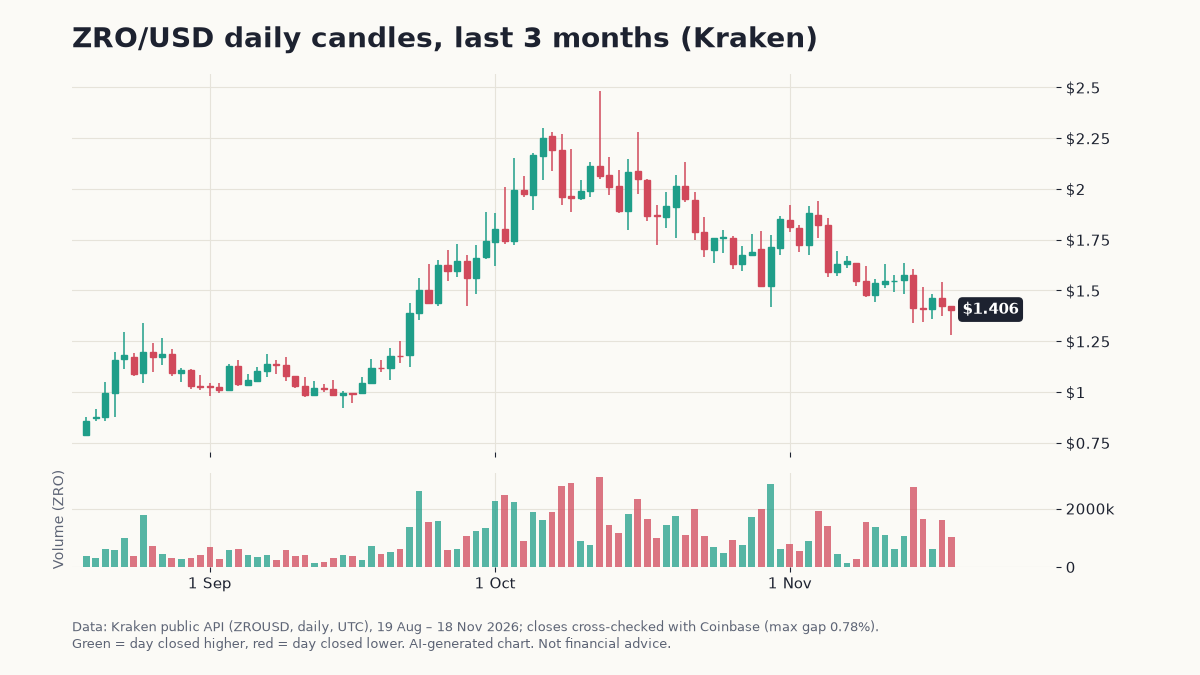 ZRO/USD daily candles, last 3 months (Kraken)
$2.5
$2.25
$2
$1.75
$1.5
$1.406
$1.25
$1
$0.75
Volume (ZRO)
2000k
0
1 Sep
1 Oct
1 Nov
Data: Kraken public API (ZROUSD, daily, UTC), 19 Aug – 18 Nov 2026; closes cross-checked with Coinbase (max gap 0.78%).
Green = day closed higher, red = day closed lower. AI-generated chart. Not financial advice.